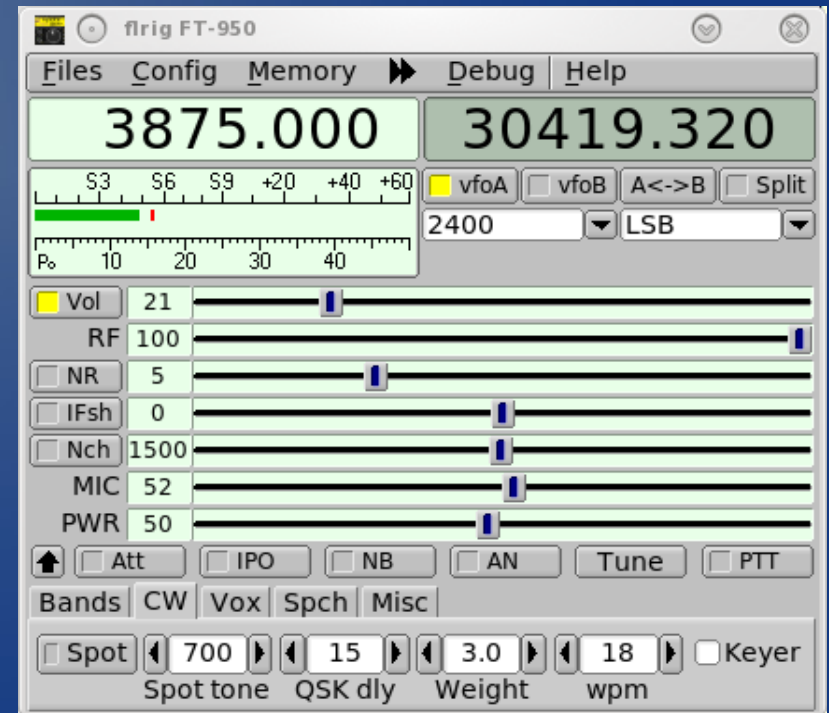 flrig FT-950
Files Config Memory Debug Help
3875.000 30419.320
S3 S6 S9 +20 +40 +60
vfoA vfoB A<->B Split
2400 LSB
Po 10 20 30 40
Vol 21
RF 100
NR 5
IFsh 0
Nch 1500
MIC 52
PWR 50
Att IPO NB AN Tune PTT
Bands CW Vox Spch Misc
Spot 700 15 3.0 18 Keyer
Spot tone QSK dly Weight wpm